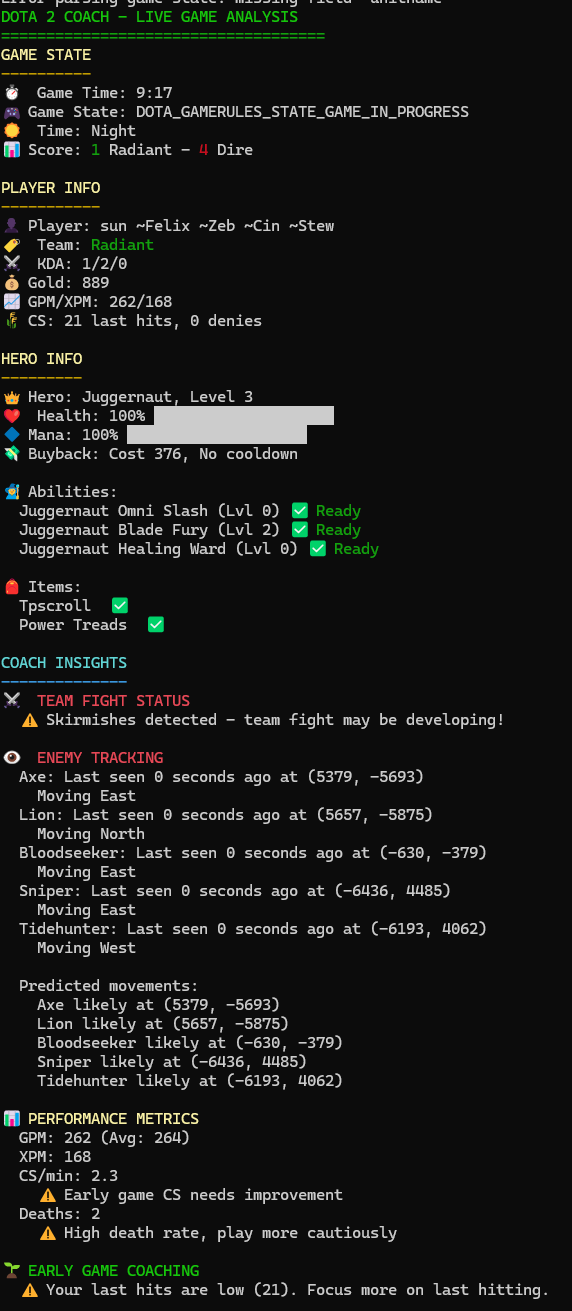 Error parsing game state: missing field `unitname`
DOTA 2 COACH - LIVE GAME ANALYSIS
====================================
GAME STATE
----------
⏱️ Game Time: 9:17
🎮 Game State: DOTA_GAMERULES_STATE_GAME_IN_PROGRESS
☀️ Time: Night
📊 Score: 1 Radiant - 4 Dire

PLAYER INFO
-----------
👤 Player: sun ~Felix ~Zeb ~Cin ~Stew
🏷️ Team: Radiant
⚔️ KDA: 1/2/0
💰 Gold: 889
📈 GPM/XPM: 262/168
🌾 CS: 21 last hits, 0 denies

HERO INFO
---------
👑 Hero: Juggernaut, Level 3
❤️ Health: 100%
🔷 Mana: 100%
💸 Buyback: Cost 376, No cooldown

🧙 Abilities:
Juggernaut Omni Slash (Lvl 0) ✅ Ready
Juggernaut Blade Fury (Lvl 2) ✅ Ready
Juggernaut Healing Ward (Lvl 0) ✅ Ready

🎒 Items:
Tpscroll ✅
Power Treads ✅

COACH INSIGHTS
--------------
⚔️ TEAM FIGHT STATUS
⚠️ Skirmishes detected - team fight may be developing!

👁️ ENEMY TRACKING
Axe: Last seen 0 seconds ago at (5379, -5693)
Moving East
Lion: Last seen 0 seconds ago at (5657, -5875)
Moving North
Bloodseeker: Last seen 0 seconds ago at (-630, -379)
Moving East
Sniper: Last seen 0 seconds ago at (-6436, 4485)
Moving East
Tidehunter: Last seen 0 seconds ago at (-6193, 4062)
Moving West

Predicted movements:
Axe likely at (5379, -5693)
Lion likely at (5657, -5875)
Bloodseeker likely at (-630, -379)
Sniper likely at (-6436, 4485)
Tidehunter likely at (-6193, 4062)

📊 PERFORMANCE METRICS
GPM: 262 (Avg: 264)
XPM: 168
CS/min: 2.3
⚠️ Early game CS needs improvement
Deaths: 2
⚠️ High death rate, play more cautiously

🌱 EARLY GAME COACHING
⚠️ Your last hits are low (21). Focus more on last hitting.